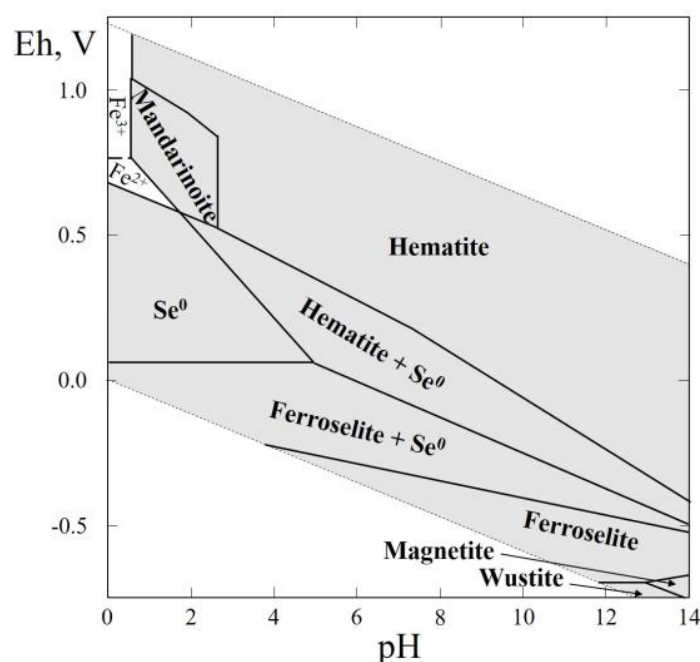 Eh, V
1.0
0.5
0.0
-0.5
Fe3+
Mandarinoite
Fe2+
Hematite
Se0
Hematite + Se0
Ferroselite + Se0
Ferroselite
Magnetite
Wustite
0 2 4 6 8 10 12 14
pH